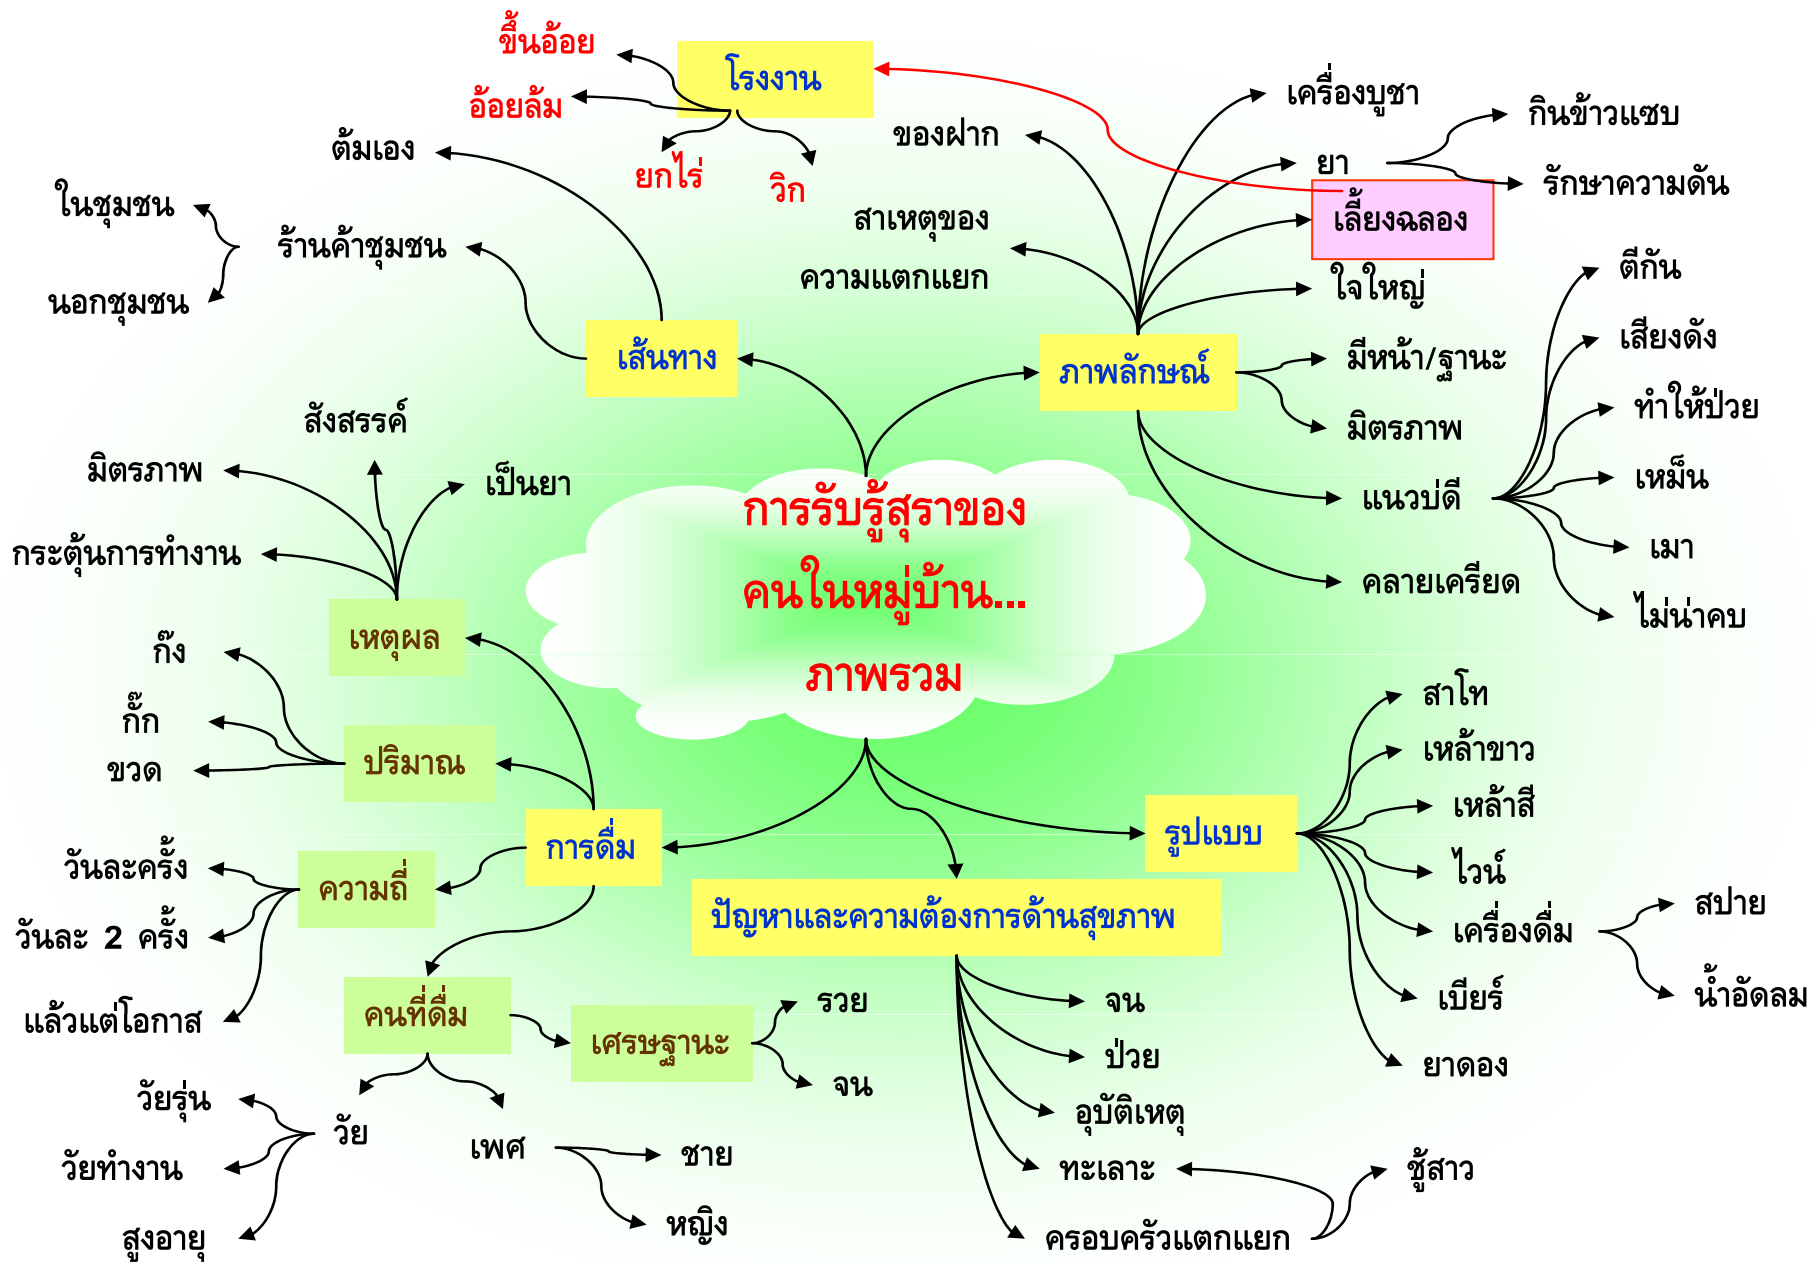 ขึ้นอ้อย
โรงงาน
อ้อยล้ม
ยกไร่
วิก
ต้มเอง
ในชุมชน
ร้านค้าชุมชน
นอกชุมชน
เส้นทาง
ของฝาก
สาเหตุของ
ความแตกแยก
เครื่องบูชา
ยา
กินข้าวแซบ
รักษาความดัน
เลี้ยงฉลอง
ใจใหญ่
ภาพลักษณ์
มีหน้า/ฐานะ
มิตรภาพ
แนวบ่ดี
คลายเครียด
ตีกัน
เสียงดัง
ทำให้ป่วย
เหม็น
เมา
ไม่น่าคบ
การรับรู้สุราของ
คนในหมู่บ้าน...
ภาพรวม
สังสรรค์
มิตรภาพ
เป็นยา
กระตุ้นการทำงาน
เหตุผล
ก๊ง
กั๊ก
ขวด
ปริมาณ
การดื่ม
วันละครั้ง
ความถี่
วันละ 2 ครั้ง
แล้วแต่โอกาส
คนที่ดื่ม
เศรษฐานะ
รวย
จน
วัยรุ่น
วัย
วัยทำงาน
สูงอายุ
เพศ
ชาย
หญิง
ปัญหาและความต้องการด้านสุขภาพ
จน
ป่วย
อุบัติเหตุ
ทะเลาะ
ครอบครัวแตกแยก
ชู้สาว
รูปแบบ
สาโท
เหล้าขาว
เหล้าสี
ไวน์
เครื่องดื่ม
สปาย
น้ำอัดลม
เบียร์
ยาดอง